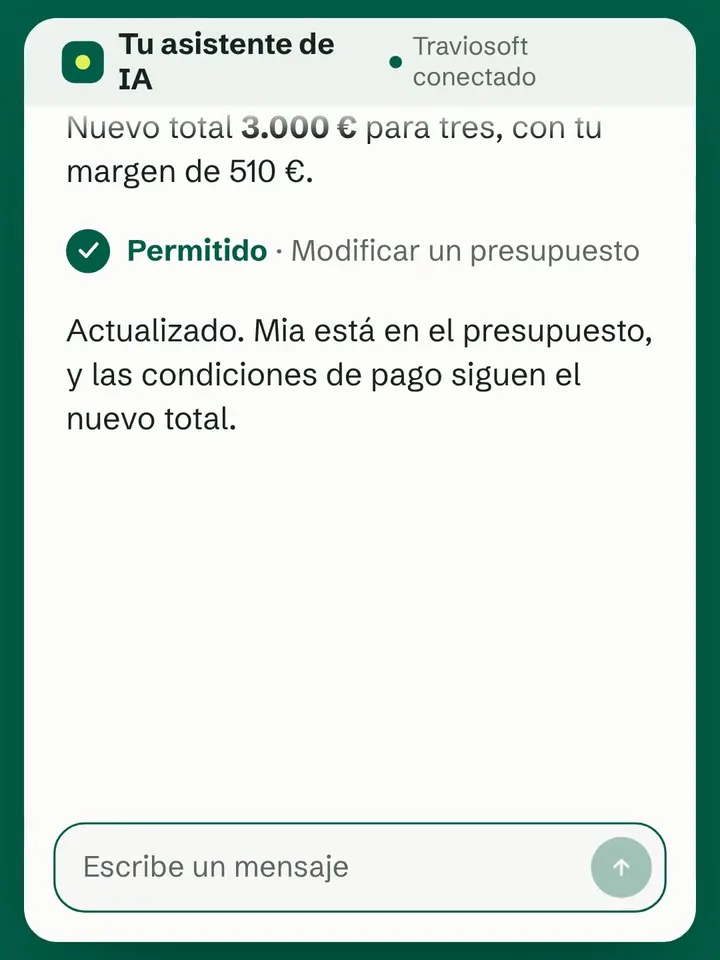 Tu asistente de
IA
Traviosoft
conectado
Nuevo total 3.000 € para tres, con tu
margen de 510 €.
Permitido · Modificar un presupuesto
Actualizado. Mia está en el presupuesto,
y las condiciones de pago siguen el
nuevo total.
Escribe un mensaje